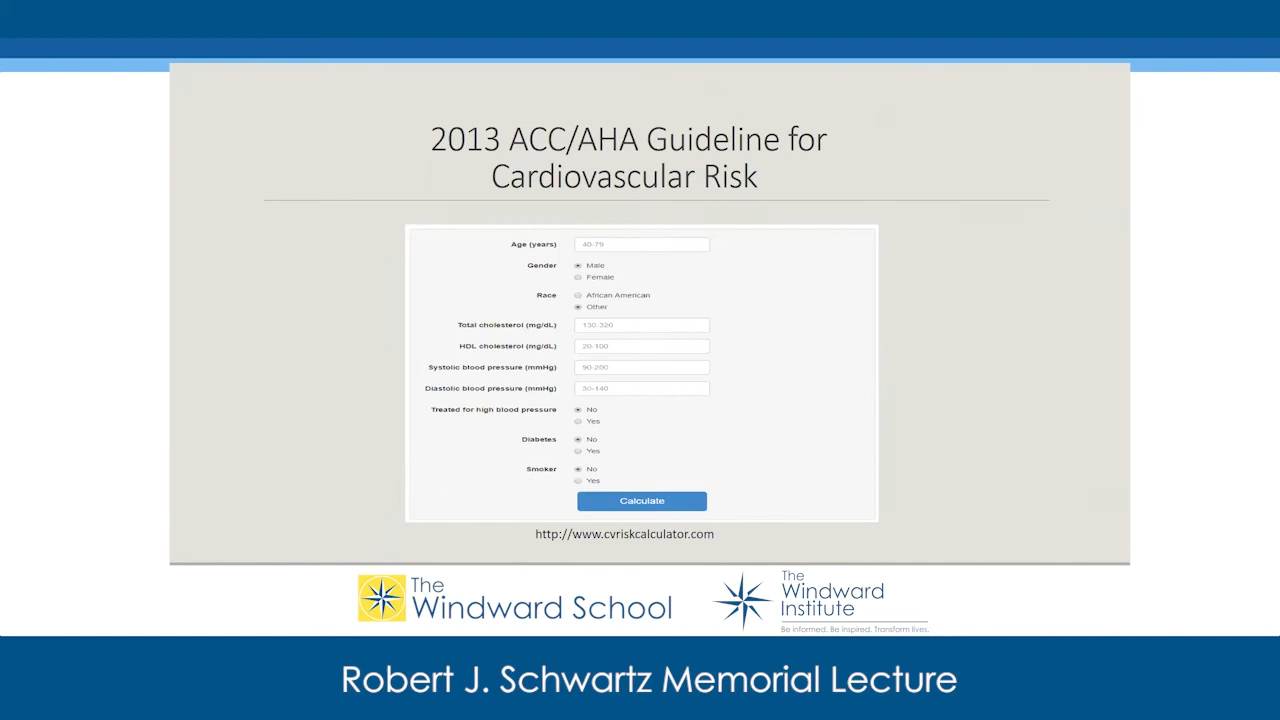 2013 ACC/AHA Guideline for
Cardiovascular Risk
Age (years) 40-79
Gender Male
Female
Race African American
Other
Total cholesterol (mg/dL) 130-320
HDL cholesterol (mg/dL) 20-100
Systolic blood pressure (mmHg) 90-200
Diastolic blood pressure (mmHg) 30-140
Treated for high blood pressure No
Yes
Diabetes No
Yes
Smoker No
Yes
Calculate
http://www.cvriskcalculator.com
The
Windward School
The
Windward
Institute
Be informed. Be inspired. Transform lives.
Robert J. Schwartz Memorial Lecture